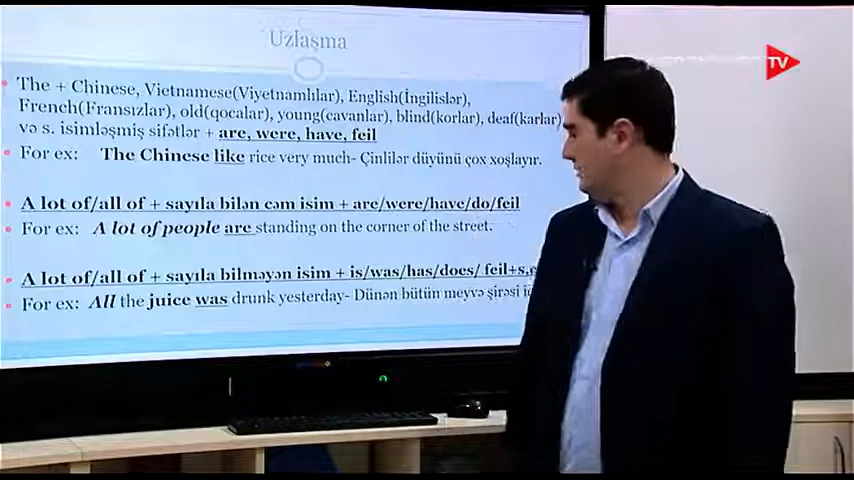 Uzlaşma
The + Chinese, Vietnamese(Viyetnamlılar), English(İngilislər),
French(Fransızlar), old(qocalar), young(cavanlar), blind(korlar), deaf(karlar)
və s. isimləşmiş sifətlər + are, were, have, feil
For ex: The Chinese like rice very much- Çinlilər düyünü çox xoşlayır.
A lot of/all of + sayıla bilən cəm isim + are/were/have/do/feil
For ex: A lot of people are standing on the corner of the street.
A lot of/all of + sayıla bilməyən isim + is/was/has/does/ feil+s,
For ex: All the juice was drunk yesterday- Dünən bütün meyvə şirəsi
TV